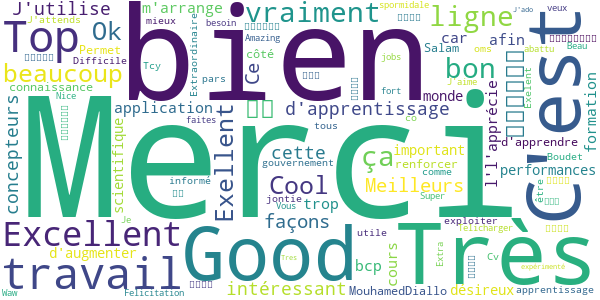 J'utilise
m'arrange
mieux
besoin
Amazing
vraiment
spormidale
ligne
J'ado
veux
J'attends
Top
Ok
bien
Extraordinaire
côté
Ce
Salam
car
afin
oms
abattu
Beau
Permet
Difficile
beaucoup
connaissance
Nice
Tcy
pars
jobs
fort
bon
J'aime
Exelent
c'est
formation
concepteurs
scientifique
application
Exellent
d'apprentissage
monde
tous
co
l'l'apprécie
d'apprendre
Boudet
performances
faites
Merci
cette
gouvernement
ça
important
renforcer
comme
Meilleurs
Super
être
informé
Cool
jontie
Vous
trop
façons
Je
Excellent
d'augmenter
travail
Good
utile
bcp
cours
Très
exploiter
Télécharger
Extra
Cv
expérimenté
Waw
Felicitation
intéressant
Tres
MouhamedDiallo
désireux
apprentissage